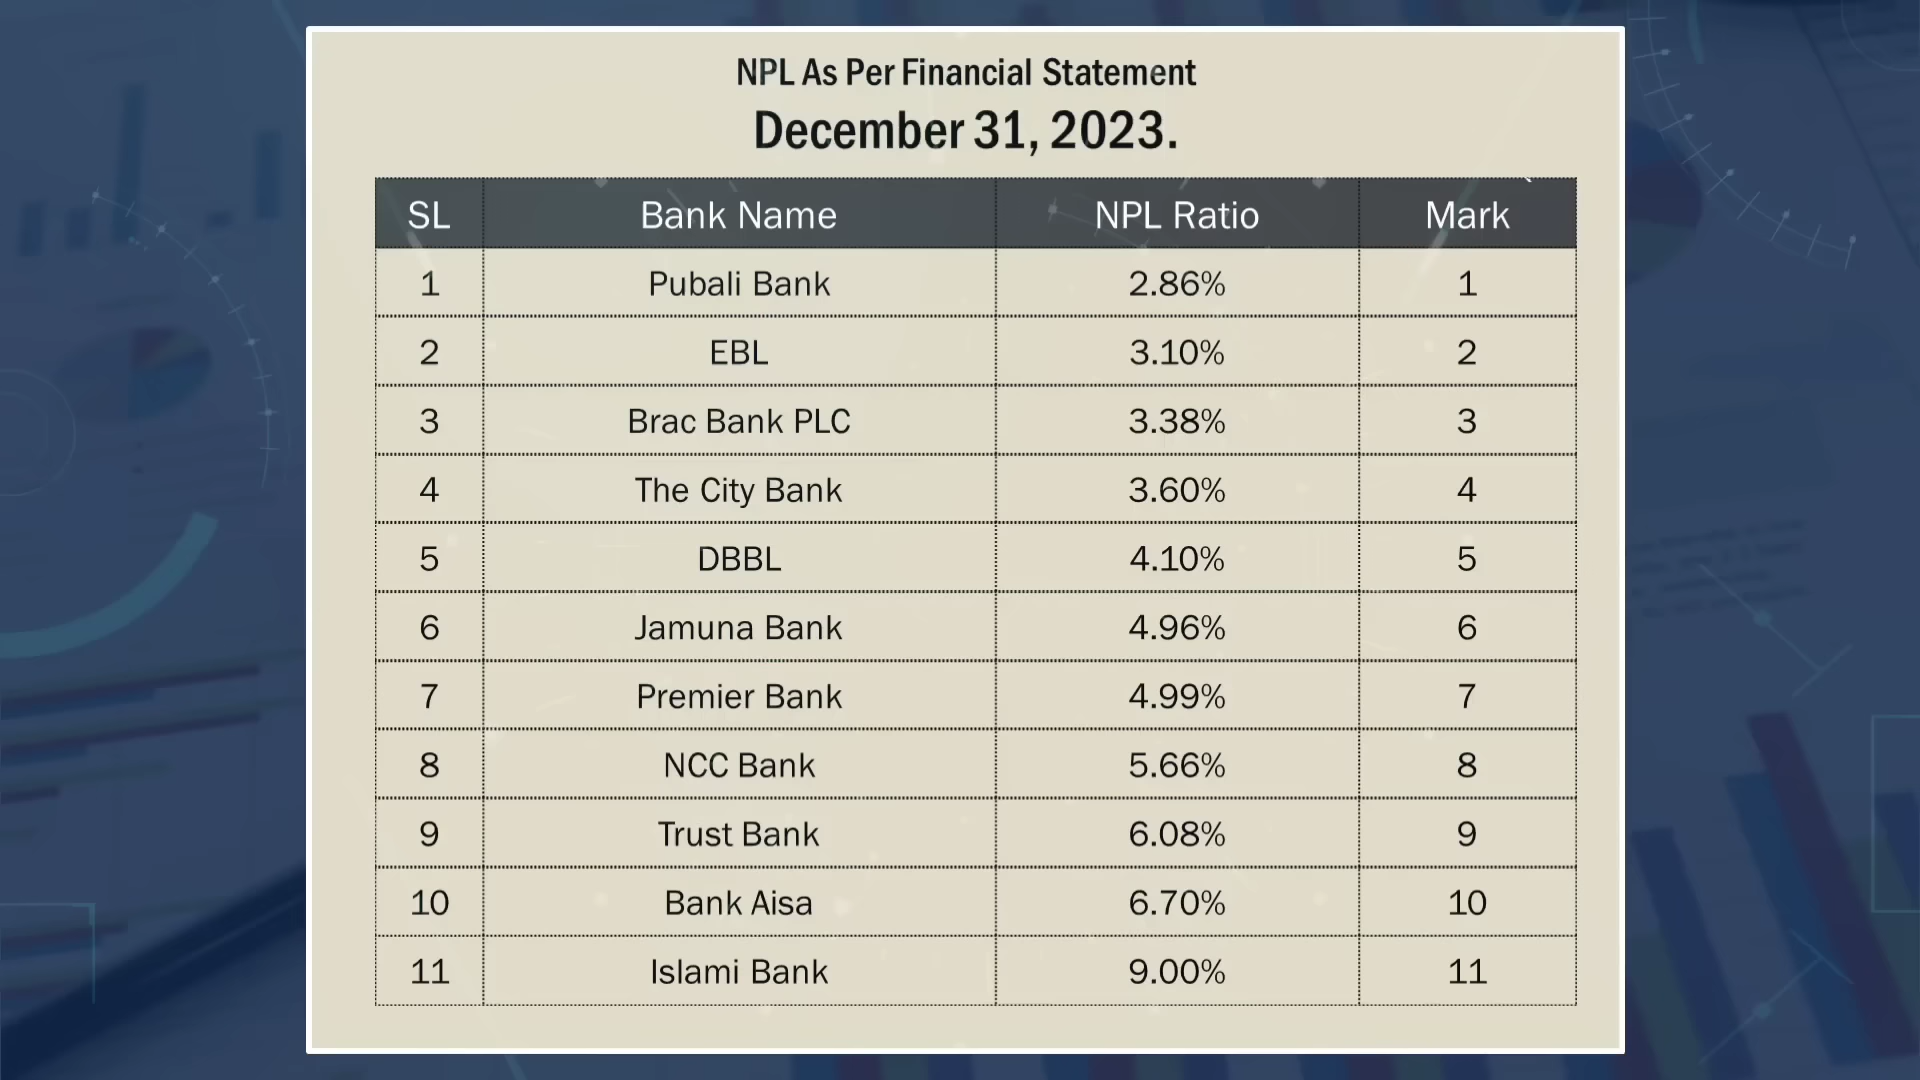 NPL As Per Financial Statement
December 31, 2023.
SL Bank Name NPL Ratio Mark
1 Pubali Bank 2.86% 1
2 EBL 3.10% 2
3 Brac Bank PLC 3.38% 3
4 The City Bank 3.60% 4
5 DBBL 4.10% 5
6 Jamuna Bank 4.96% 6
7 Premier Bank 4.99% 7
8 NCC Bank 5.66% 8
9 Trust Bank 6.08% 9
10 Bank Aisa 6.70% 10
11 Islami Bank 9.00% 11